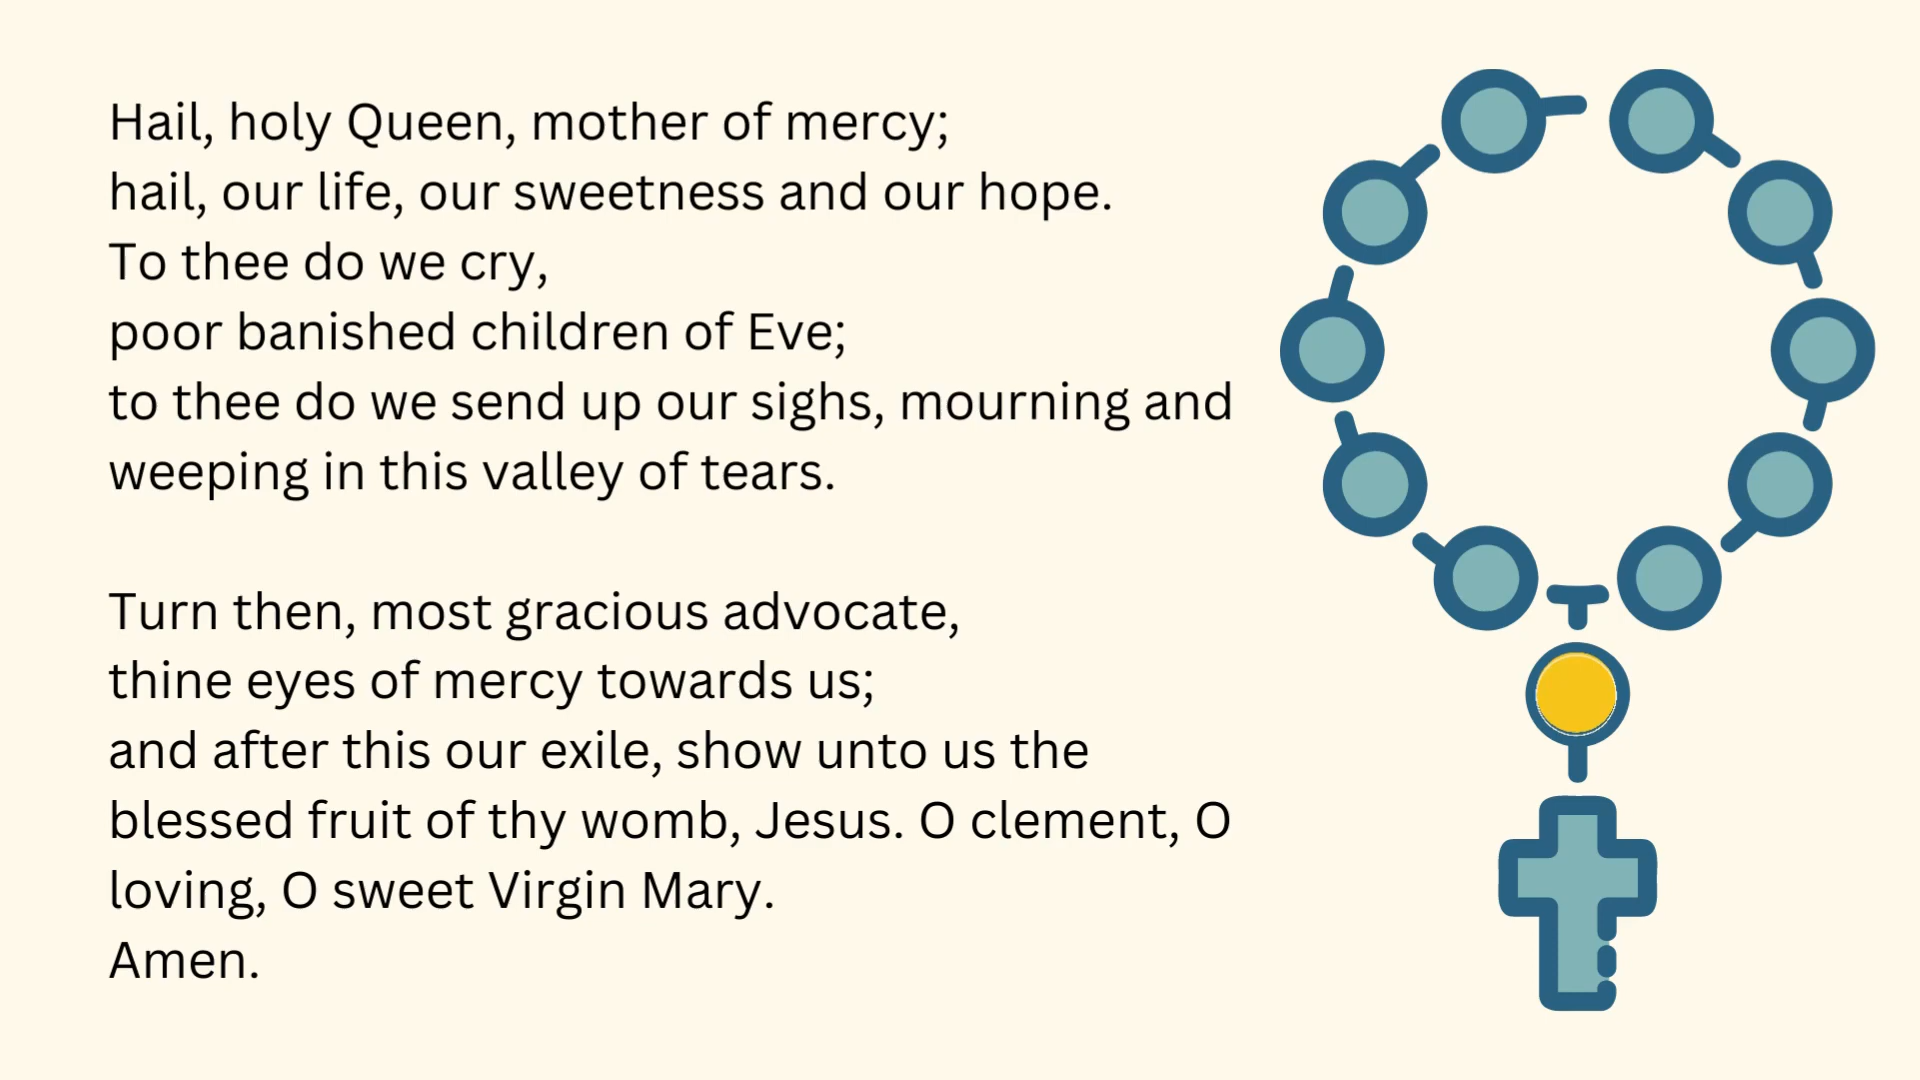 Hail, holy Queen, mother of mercy;
hail, our life, our sweetness and our hope.
To thee do we cry,
poor banished children of Eve;
to thee do we send up our sighs, mourning and
weeping in this valley of tears.
Turn then, most gracious advocate,
thine eyes of mercy towards us;
and after this our exile, show unto us the
blessed fruit of thy womb, Jesus. O clement, O
loving, O sweet Virgin Mary.
Amen.